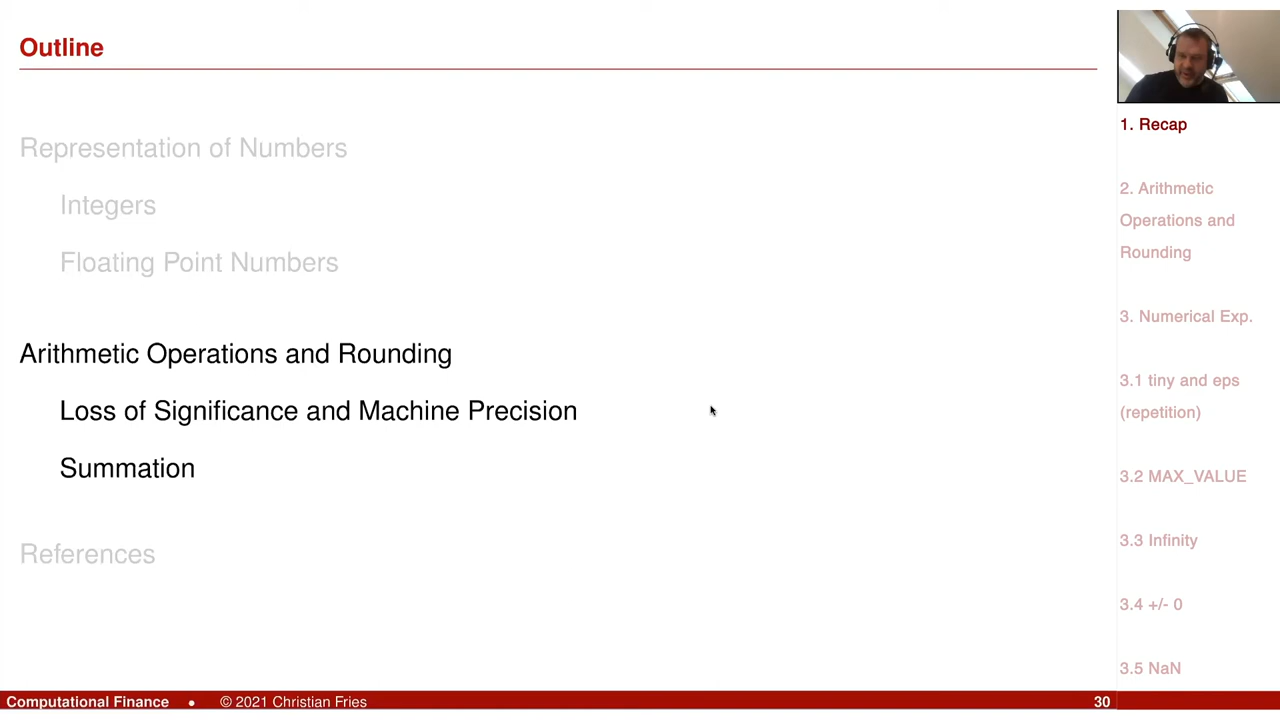 Outline
Representation of Numbers
Integers
Floating Point Numbers
Arithmetic Operations and Rounding
Loss of Significance and Machine Precision
Summation
References
1. Recap
2. Arithmetic
Operations and
Rounding
3. Numerical Exp.
3.1 tiny and eps
(repetition)
3.2 MAX_VALUE
3.3 Infinity
3.4 +/- 0
3.5 NaN
Computational Finance • © 2021 Christian Fries 30